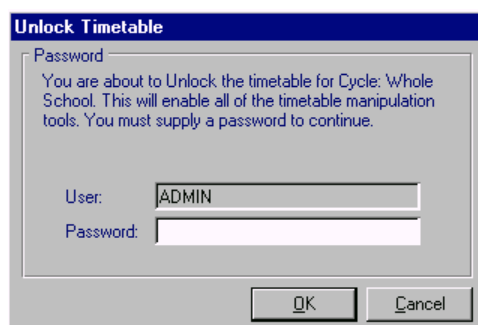 Unlock Timetable
Password
You are about to Unlock the timetable for Cycle: Whole
School. This will enable all of the timetable manipulation
tools. You must supply a password to continue.
User: ADMIN
Password:
OK Cancel